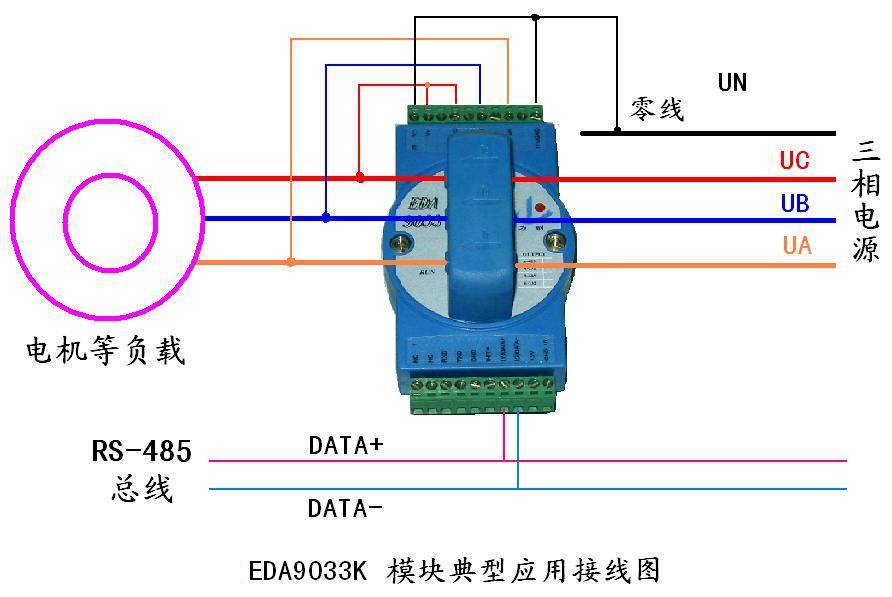 UN
零线
UC
UB
UA
三相电源
EDA
9033
RUN
电机等负载
RS-485
总线
DATA+
DATA-
EDA9033K 模块典型应用接线图